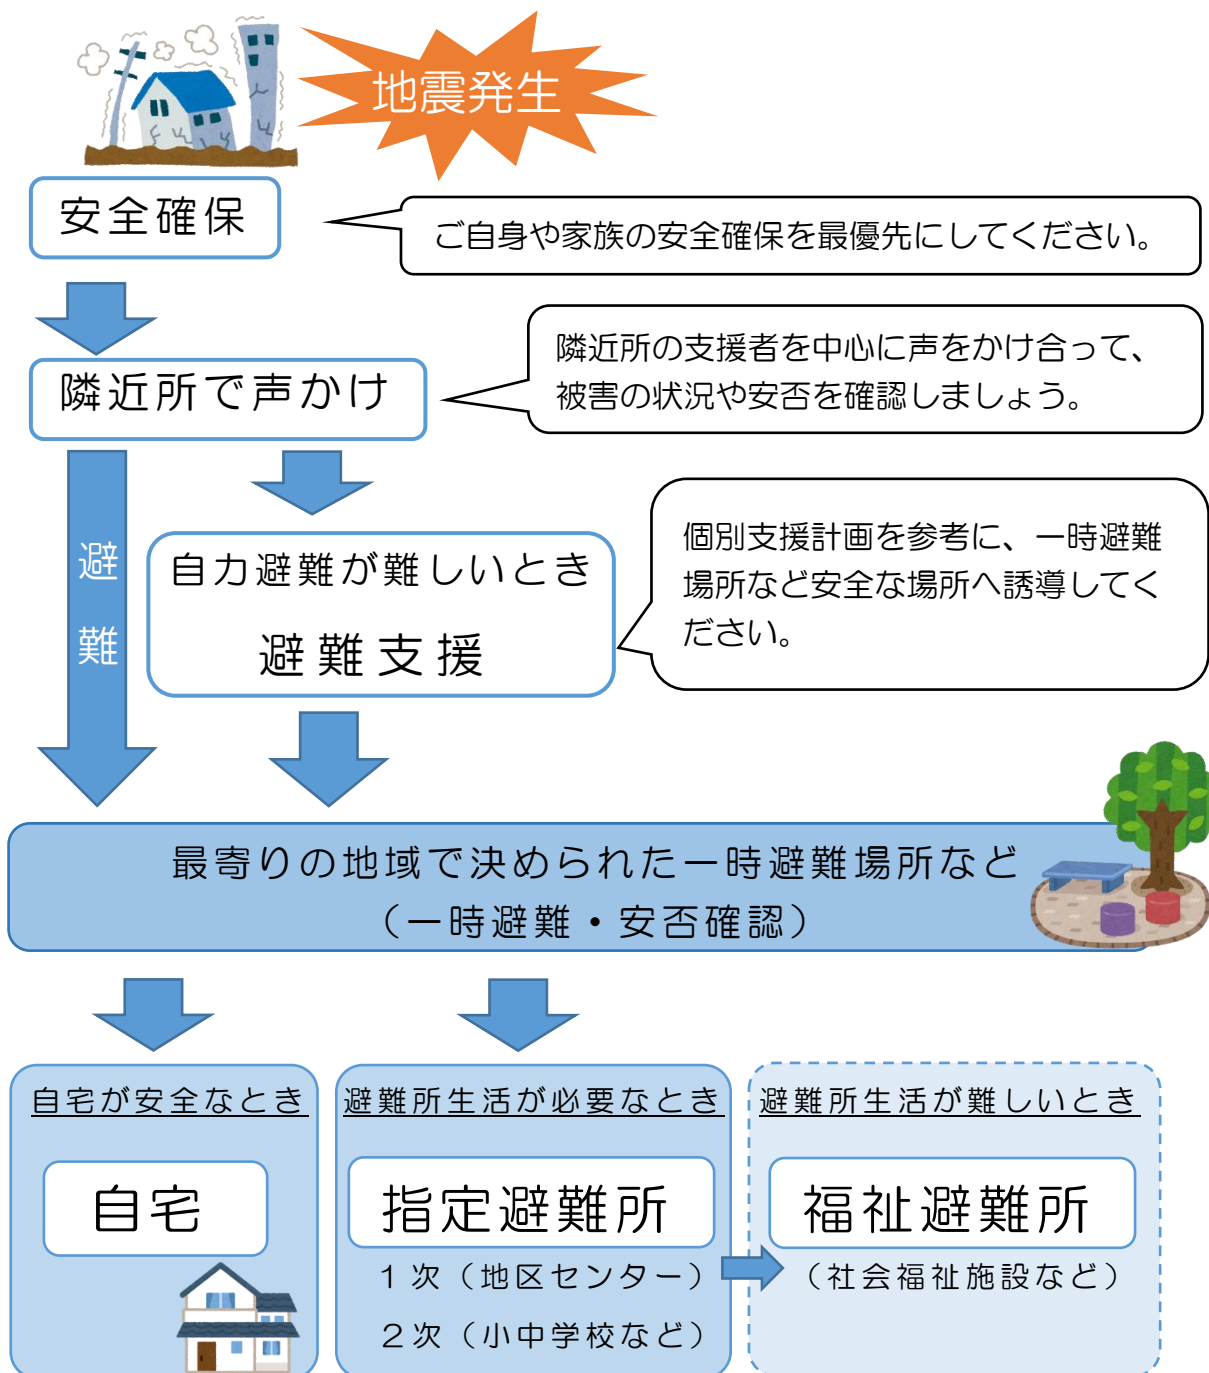 地震発生
安全確保
ご自身や家族の安全確保を最優先にしてください。
隣近所で声かけ
隣近所の支援者を中心に声をかけ合って、
被害の状況や安否を確認しましょう。
避
難
自力避難が難しいとき
避難支援
個別支援計画を参考に、一時避難
場所など安全な場所へ誘導してく
ださい。
最寄りの地域で決められた一時避難場所など
（一時避難・安否確認）
自宅が安全なとき
自宅
避難所生活が必要なとき
指定避難所
１次（地区センター）
２次（小中学校など）
避難所生活が難しいとき
福祉避難所
（社会福祉施設など）